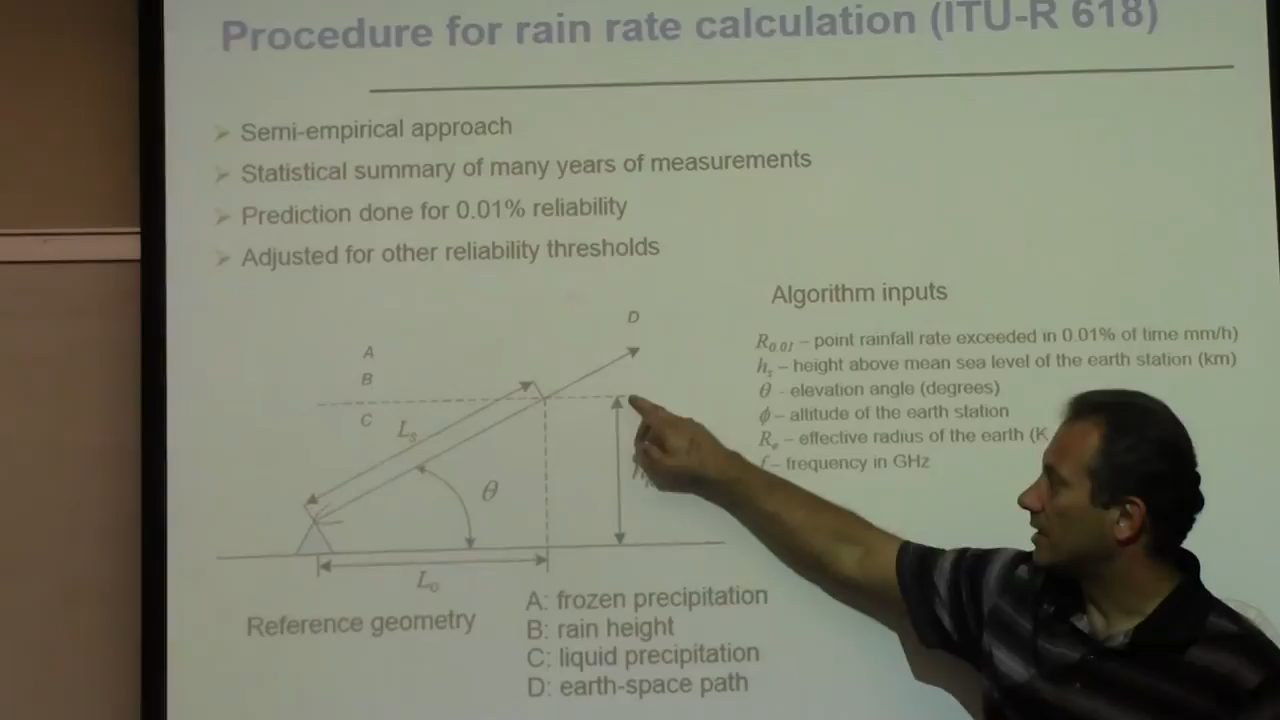 Procedure for rain rate calculation (ITU-R 618)
Semi-empirical approach
Statistical summary of many years of measurements
Prediction done for 0.01% reliability
Adjusted for other reliability thresholds
Algorithm inputs
R0.01 – point rainfall rate exceeded in 0.01% of time mm/h)
hs – height above mean sea level of the earth station (km)
θ - elevation angle (degrees)
ϕ – altitude of the earth station
Re – effective radius of the earth (K
f – frequency in GHz
D
A
B
C
Ls
θ
L0
Reference geometry
A: frozen precipitation
B: rain height
C: liquid precipitation
D: earth-space path